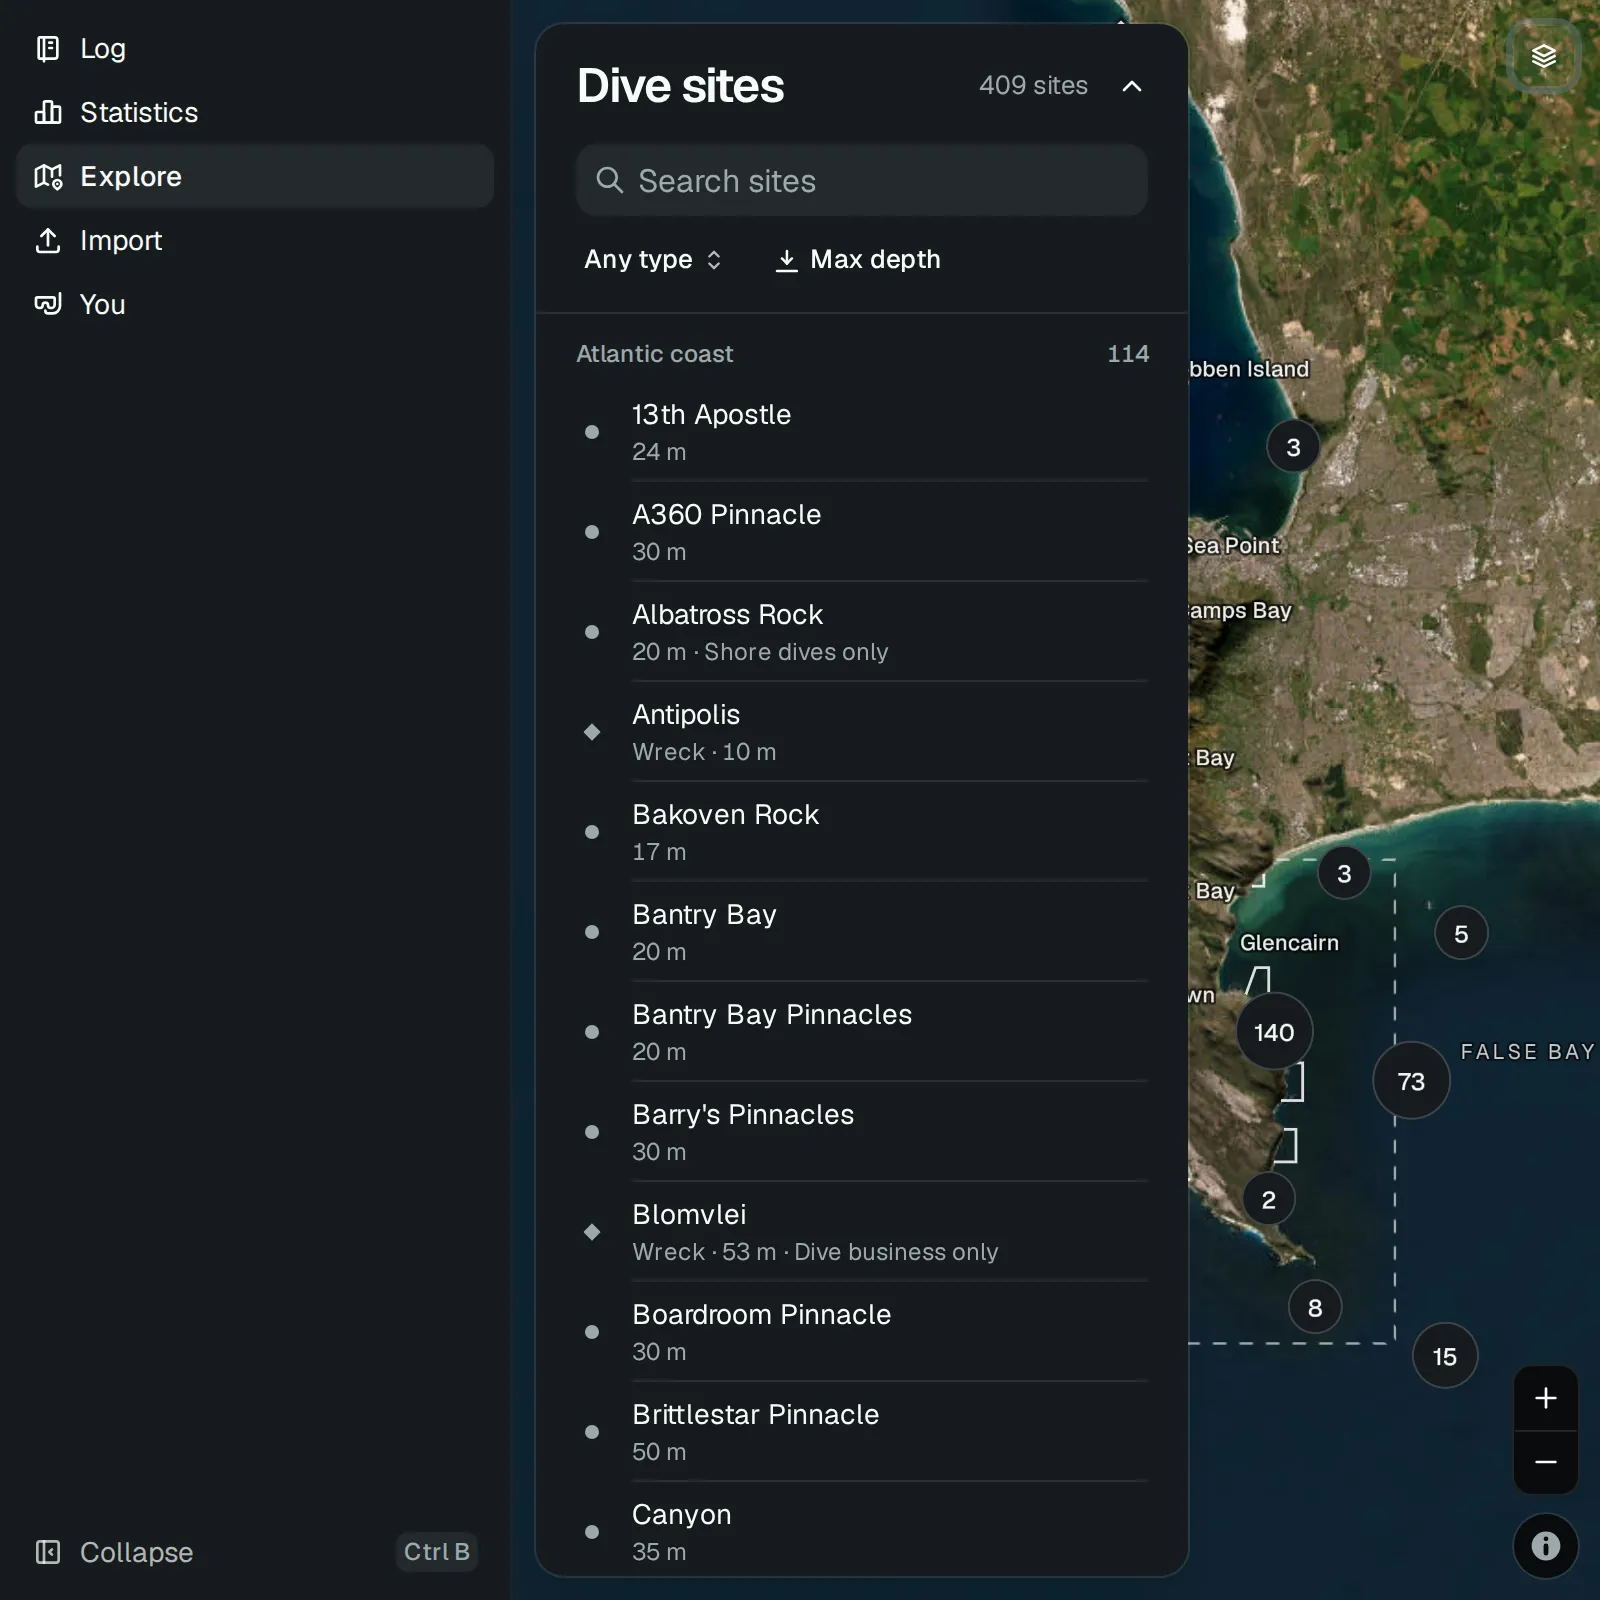 Log
Statistics
Explore
Import
You
Collapse
Ctrl B
Dive sites
409 sites
Search sites
Any type
Max depth
Atlantic coast
114
13th Apostle
24 m
A360 Pinnacle
30 m
Albatross Rock
20 m · Shore dives only
Antipolis
Wreck · 10 m
Bakoven Rock
17 m
Bantry Bay
20 m
Bantry Bay Pinnacles
20 m
Barry's Pinnacles
30 m
Blomvlei
Wreck · 53 m · Dive business only
Boardroom Pinnacle
30 m
Brittlestar Pinnacle
50 m
Canyon
35 m
bben Island
3
Sea Point
amps Bay
Bay
3
Bay
5
Glencairn
wn
140
FALSE BAY
73
2
8
15